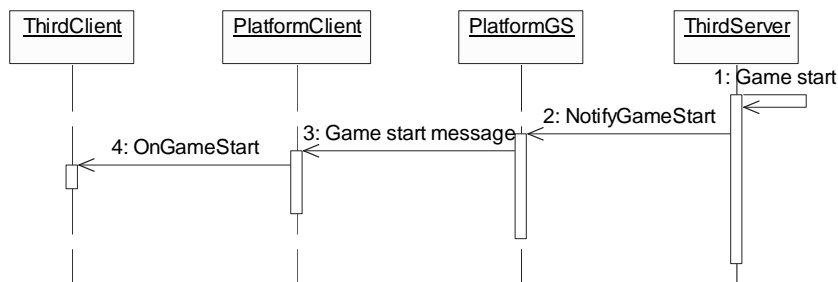 ThirdClient
PlatformClient
PlatformGS
ThirdServer
1: Game start
2: NotifyGameStart
3: Game start message
4: OnGameStart